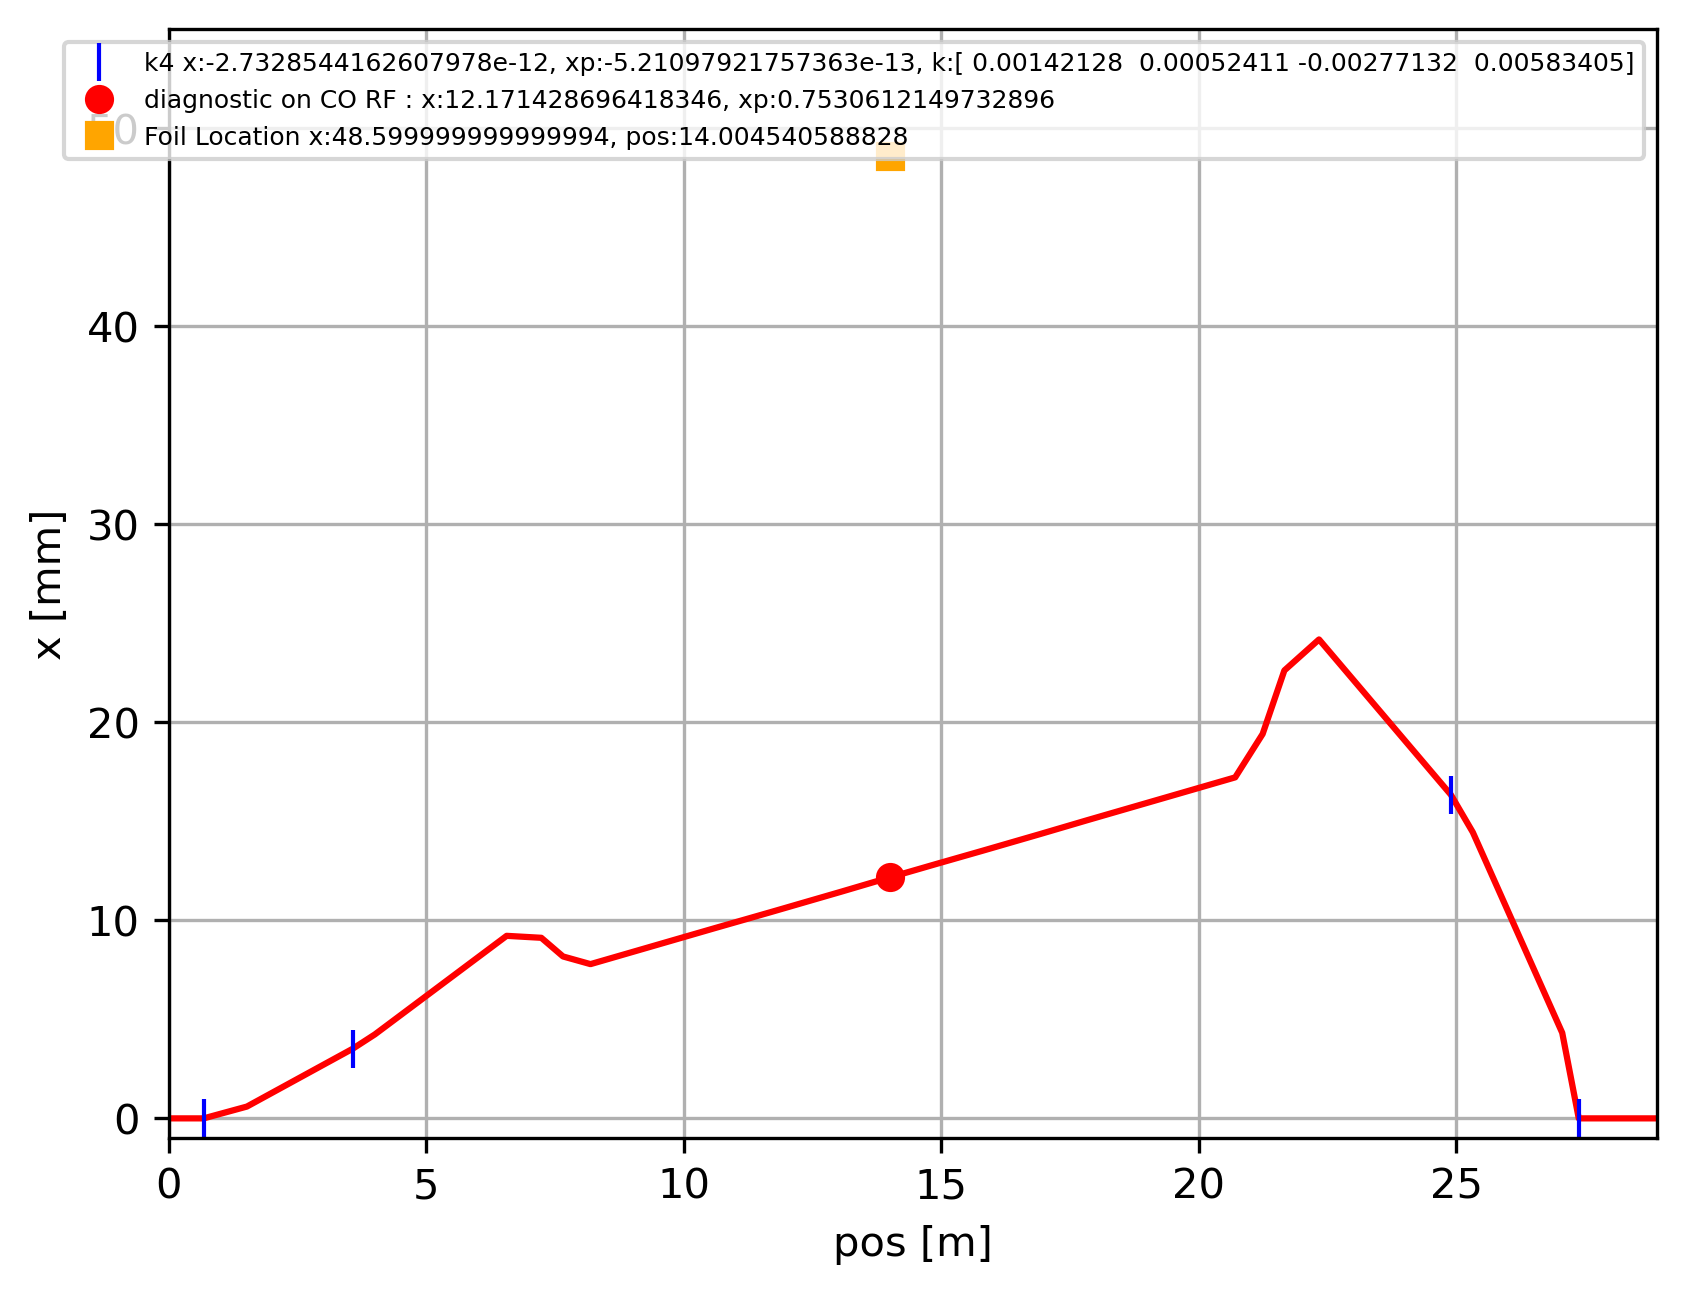 k4 x:-2.7328544162607978e-12, xp:-5.21097921757363e-13, k:[ 0.00142128  0.00052411 -0.00277132  0.00583405]
diagnostic on CO RF : x:12.171428696418346, xp:0.7530612149732896
Foil Location x:48.599999999999994, pos:14.004540588828
50
40
30
20
10
0
x [mm]
0 5 10 15 20 25
pos [m]